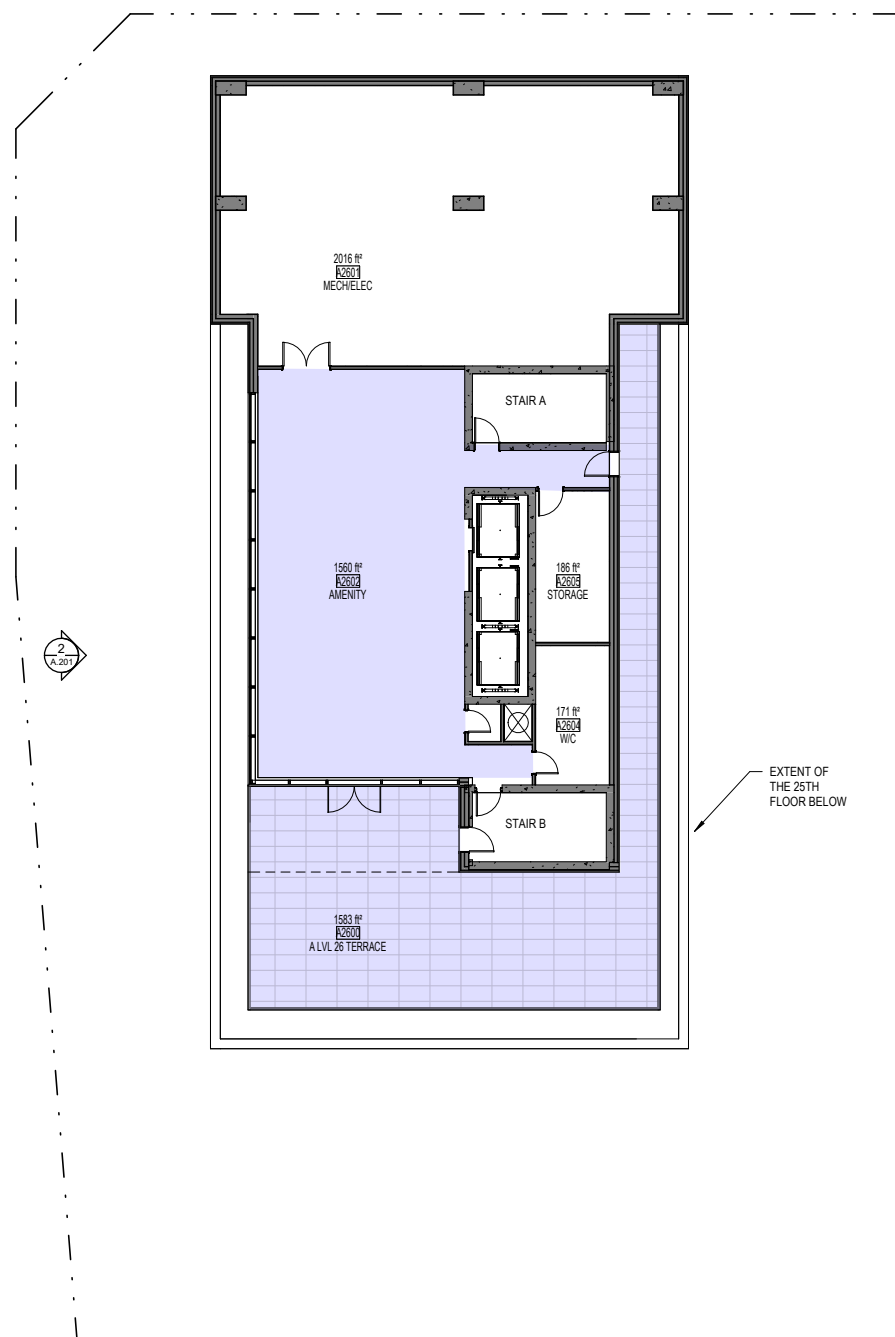 2016 ft²
A2601
MECH/ELEC
STAIR A
1560 ft²
A2602
AMENITY
186 ft²
A2605
STORAGE
2
A.201
171 ft²
A2604
W/C
EXTENT OF
THE 25TH
FLOOR BELOW
STAIR B
1583 ft²
A2600
A LVL 26 TERRACE